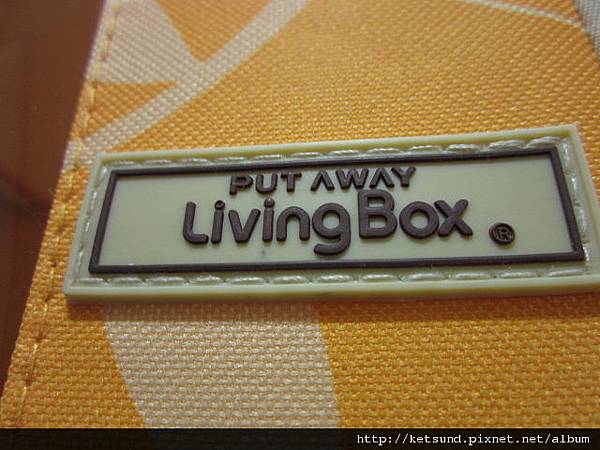 PUT AWAY
LivingBox ®
http://ketsund.pixnet.net/album